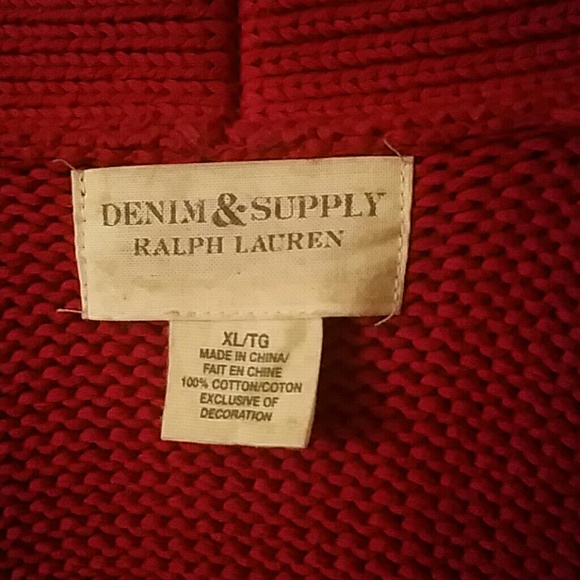 DENIM & SUPPLY
RALPH LAUREN
XL/TG
MADE IN CHINA/
FAIT EN CHINE
100% COTTON/COTON
EXCLUSIVE OF
DECORATION